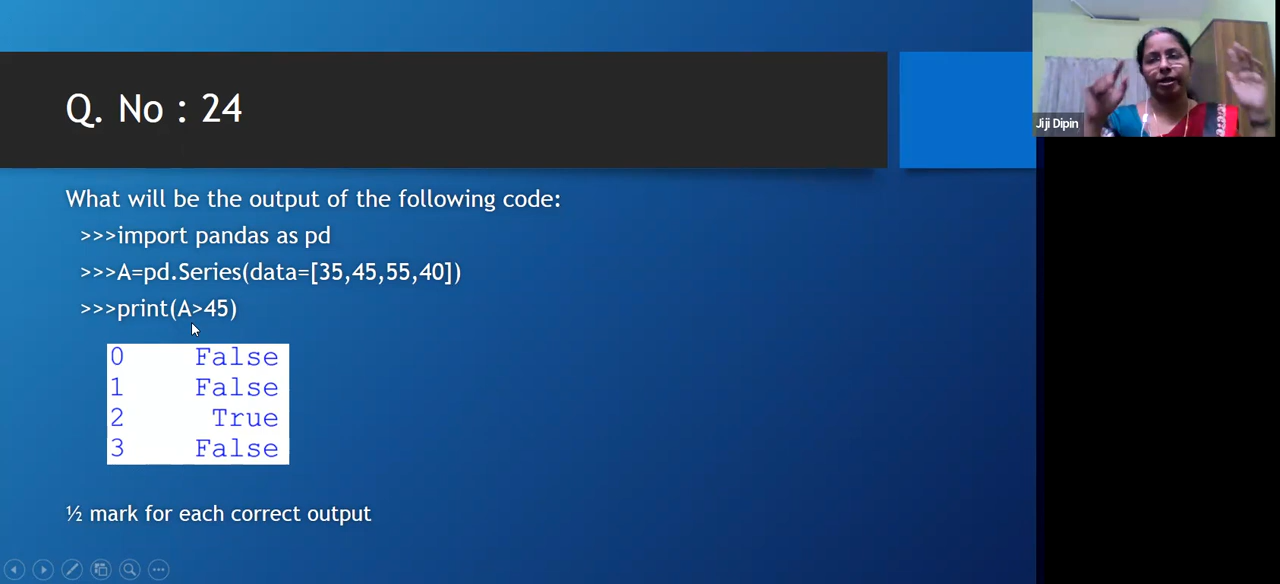 Q. No : 24
Jiji Dipin
What will be the output of the following code:
>>>import pandas as pd
>>>A=pd.Series(data=[35,45,55,40])
>>>print(A>45)
0 False
1 False
2 True
3 False
½ mark for each correct output